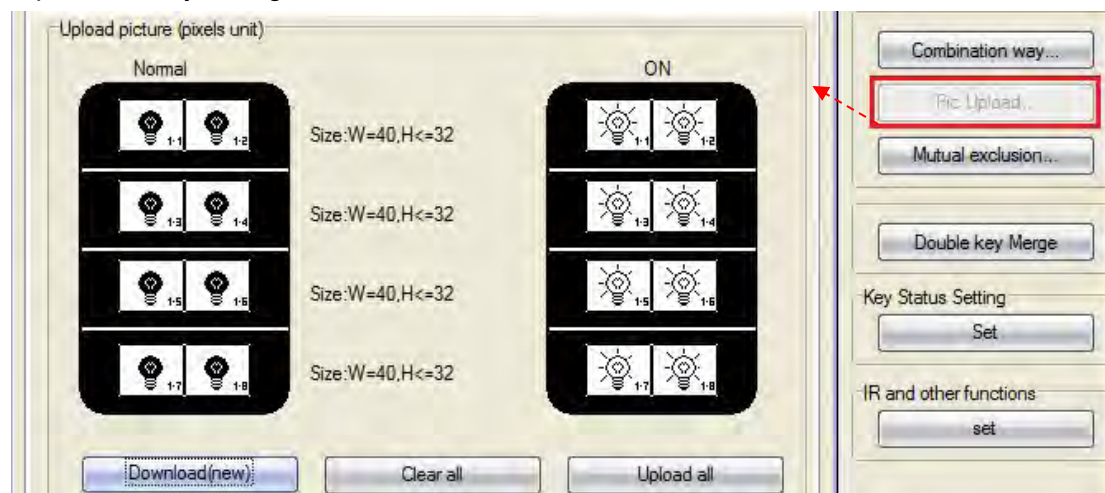 Upload picture (pixels unit)
Normal
ON
1-1 1-2
Size:W=40,H<=32
1-1 1-2
1-3 1-4
Size:W=40,H<=32
1-3 1-4
1-5 1-6
Size:W=40,H<=32
1-5 1-6
1-7 1-8
Size:W=40,H<=32
1-7 1-8
Download(new)
Clear all
Upload all
Combination way...
Pic Upload...
Mutual exclusion...
Double key Merge
Key Status Setting
Set
IR and other functions
set